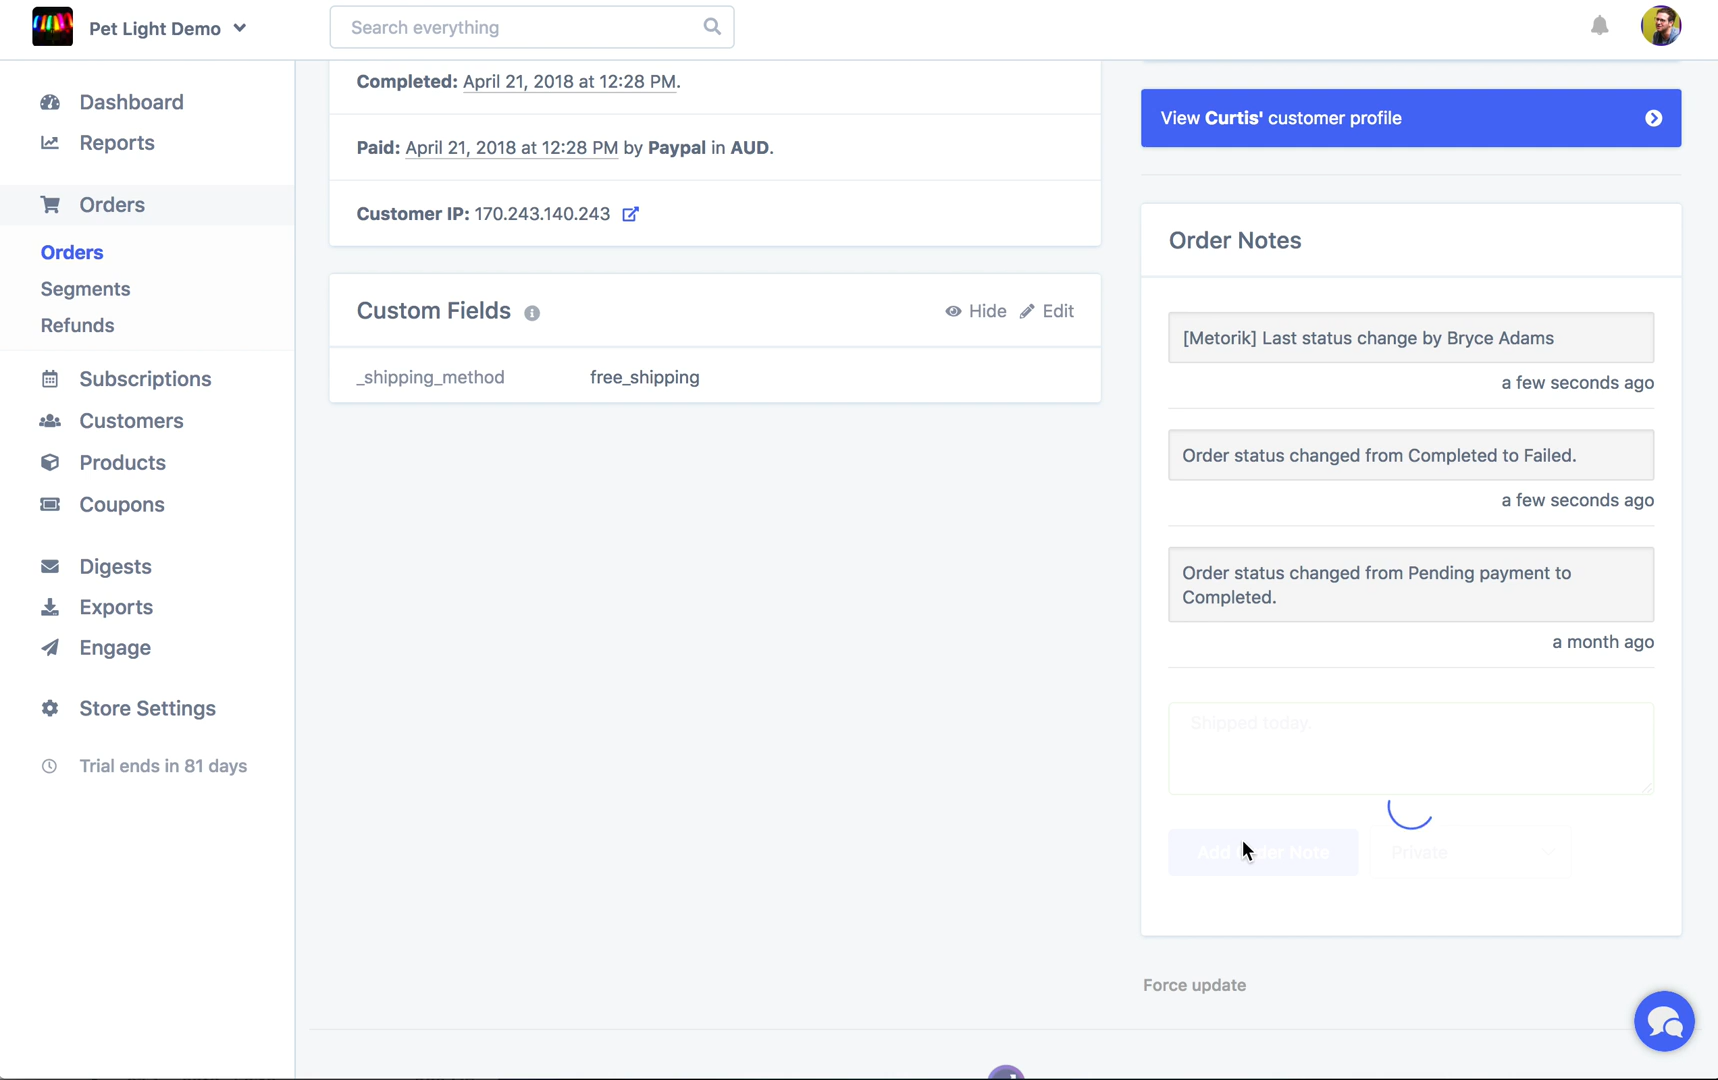 Pet Light Demo
Search everything
Dashboard
Reports
Orders
Orders
Segments
Refunds
Subscriptions
Customers
Products
Coupons
Digests
Exports
Engage
Store Settings
Trial ends in 81 days
Completed: April 21, 2018 at 12:28 PM.
Paid: April 21, 2018 at 12:28 PM by Paypal in AUD.
Customer IP: 170.243.140.243
Custom Fields
Hide
Edit
_shipping_method free_shipping
View Curtis' customer profile
Order Notes
[Metorik] Last status change by Bryce Adams
a few seconds ago
Order status changed from Completed to Failed.
a few seconds ago
Order status changed from Pending payment to
Completed.
a month ago
Shipped today.
Add Order Note
Private
Force update